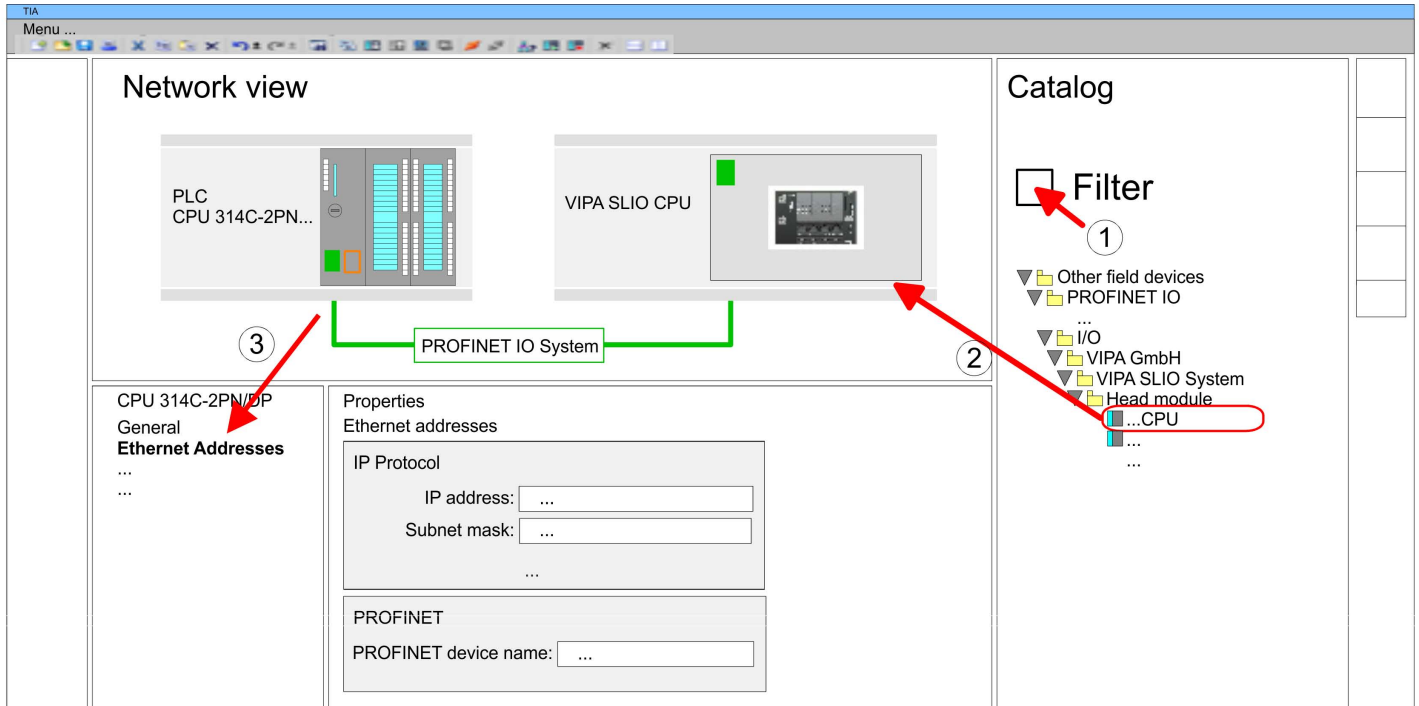 TIA
Menu ...
Network view
PLC
CPU 314C-2PN...
VIPA SLIO CPU
PROFINET IO System
3
2
Catalog
Filter
1
Other field devices
PROFINET IO
...
I/O
VIPA GmbH
VIPA SLIO System
Head module
...CPU
...
...
CPU 314C-2PN/DP
General
Ethernet Addresses
...
...
Properties
Ethernet addresses
IP Protocol
IP address: ...
Subnet mask: ...
...
PROFINET
PROFINET device name: ...